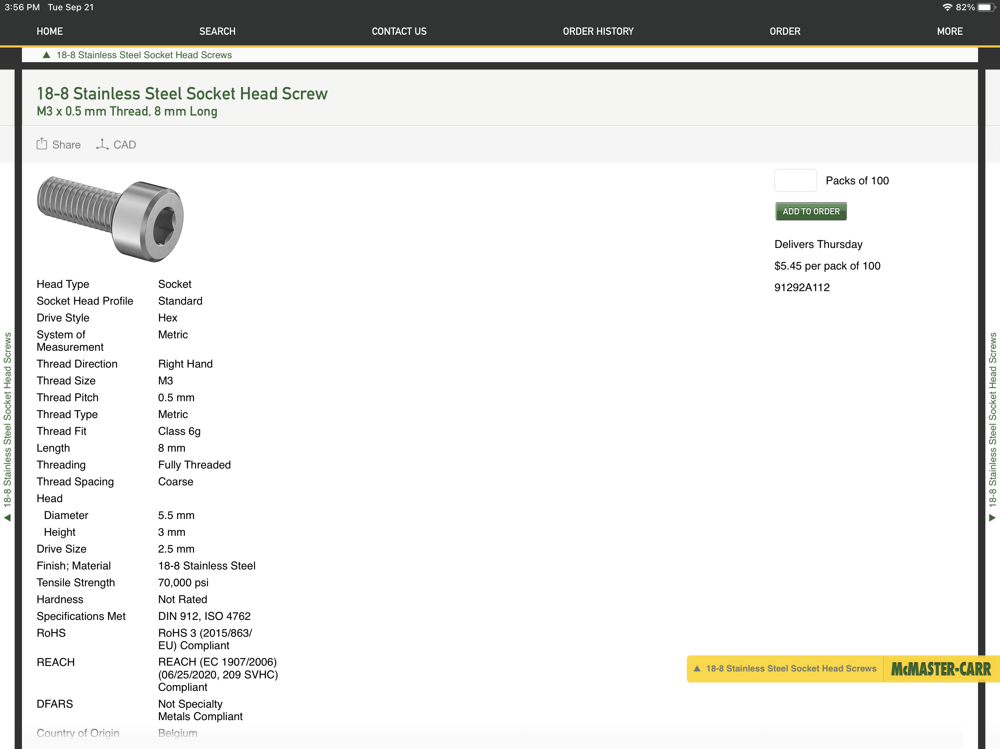 3:56 PM Tue Sep 21
82%
HOME SEARCH CONTACT US ORDER HISTORY ORDER MORE
18-8 Stainless Steel Socket Head Screws
18-8 Stainless Steel Socket Head Screw
M3 x 0.5 mm Thread, 8 mm Long
Share CAD
Packs of 100
ADD TO ORDER
Delivers Thursday
$5.45 per pack of 100
91292A112
Head Type Socket
Socket Head Profile Standard
Drive Style Hex
System of Metric
Measurement
Thread Direction Right Hand
Thread Size M3
Thread Pitch 0.5 mm
Thread Type Metric
Thread Fit Class 6g
Length 8 mm
Threading Fully Threaded
Thread Spacing Coarse
Head
Diameter 5.5 mm
Height 3 mm
Drive Size 2.5 mm
Finish; Material 18-8 Stainless Steel
Tensile Strength 70,000 psi
Hardness Not Rated
Specifications Met DIN 912, ISO 4762
RoHS RoHS 3 (2015/863/
EU) Compliant
REACH REACH (EC 1907/2006)
(06/25/2020, 209 SVHC)
Compliant
DFARS Not Specialty
Metals Compliant
Country of Origin Belgium
18-8 Stainless Steel Socket Head Screws
18-8 Stainless Steel Socket Head Screws
18-8 Stainless Steel Socket Head Screws
McMASTER-CARR